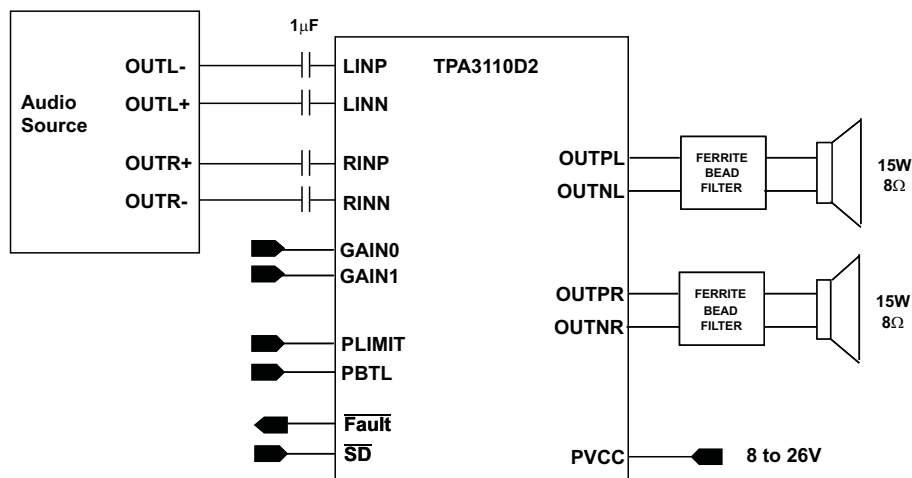 1μF
Audio
Source
OUTL-
OUTL+
OUTR+
OUTR-
TPA3110D2
LINP
LINN
RINP
RINN
GAIN0
GAIN1
PLIMIT
PBTL
Fault
SD
OUTPL
OUTNL
FERRITE
BEAD
FILTER
15W
8Ω
OUTPR
OUTNR
FERRITE
BEAD
FILTER
15W
8Ω
PVCC
8 to 26V